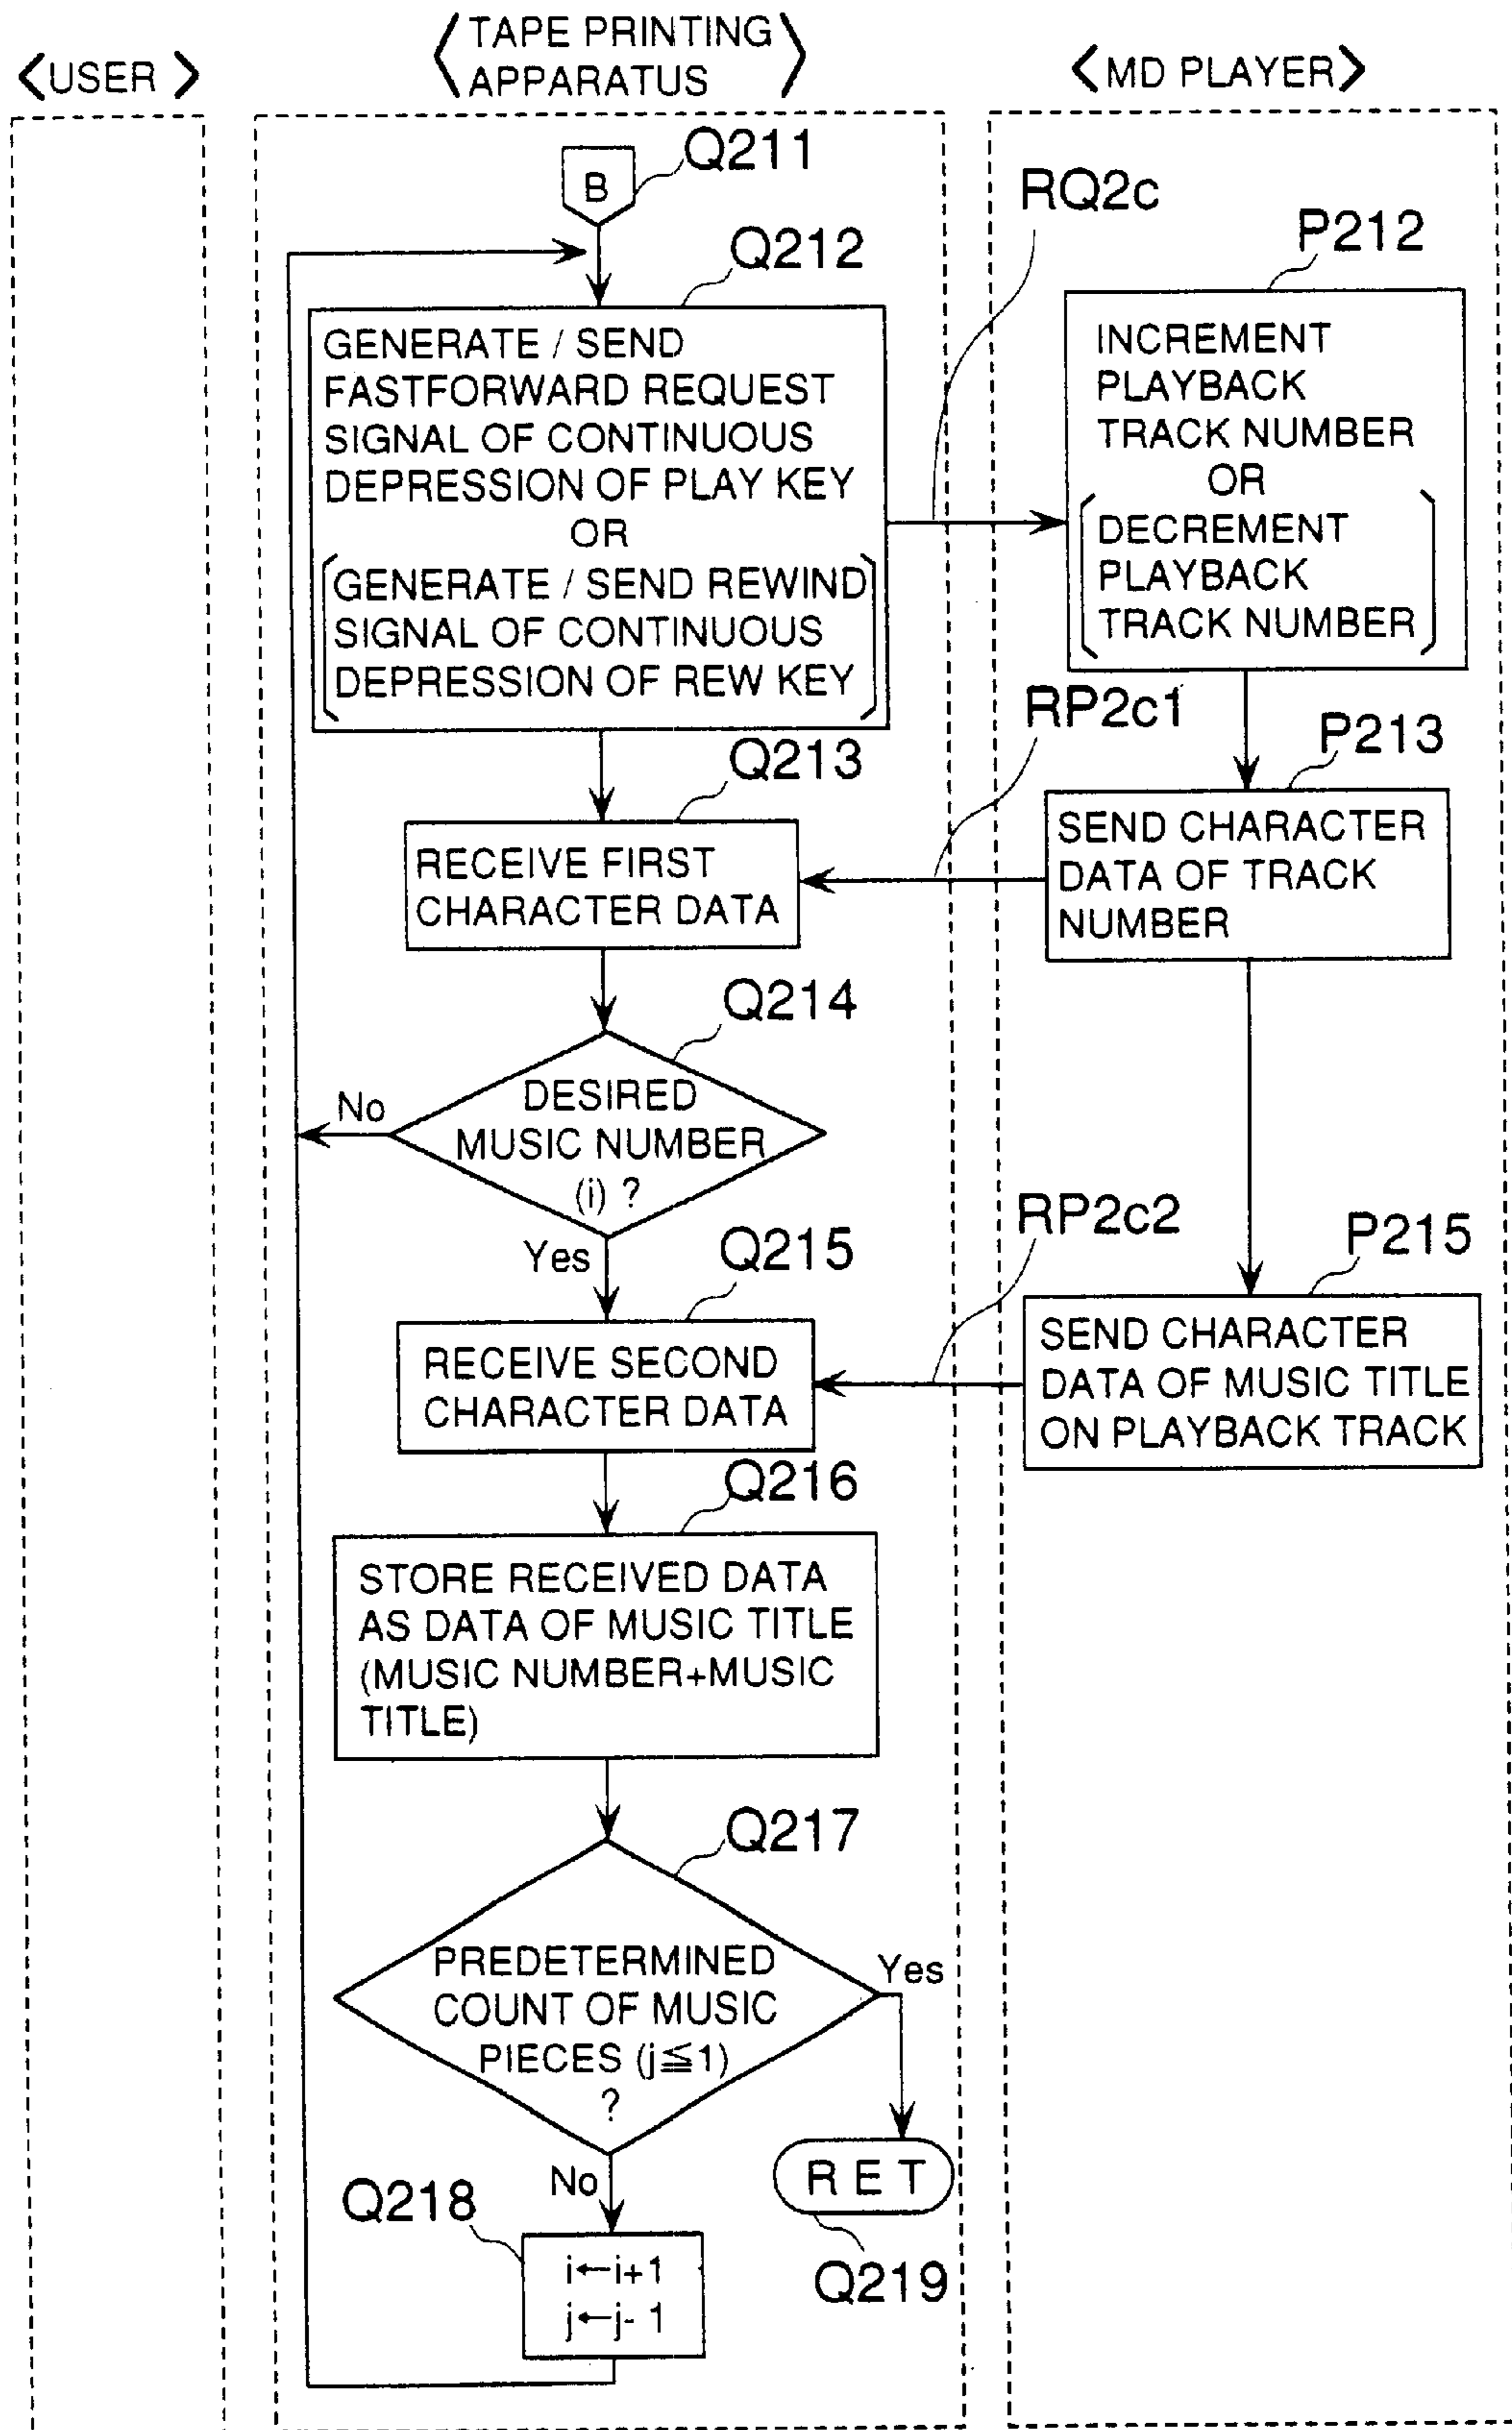 <USER>
<TAPE PRINTING
APPARATUS>
<MD PLAYER>
Q211
B
RQ2c
P212
Q212
GENERATE / SEND
FASTFORWARD REQUEST
SIGNAL OF CONTINUOUS
DEPRESSION OF PLAY KEY
OR
[GENERATE / SEND REWIND
SIGNAL OF CONTINUOUS
DEPRESSION OF REW KEY]
INCREMENT
PLAYBACK
TRACK NUMBER
OR
[DECREMENT
PLAYBACK
TRACK NUMBER]
RP2c1
P213
Q213
RECEIVE FIRST
CHARACTER DATA
SEND CHARACTER
DATA OF TRACK
NUMBER
Q214
DESIRED
MUSIC NUMBER
(i) ?
No
Yes
Q215
RP2c2
P215
RECEIVE SECOND
CHARACTER DATA
SEND CHARACTER
DATA OF MUSIC TITLE
ON PLAYBACK TRACK
Q216
STORE RECEIVED DATA
AS DATA OF MUSIC TITLE
(MUSIC NUMBER+MUSIC
TITLE)
Q217
PREDETERMINED
COUNT OF MUSIC
PIECES (j≦1)
?
Yes
No
RET
Q218
Q219
i←i+1
j←j- 1